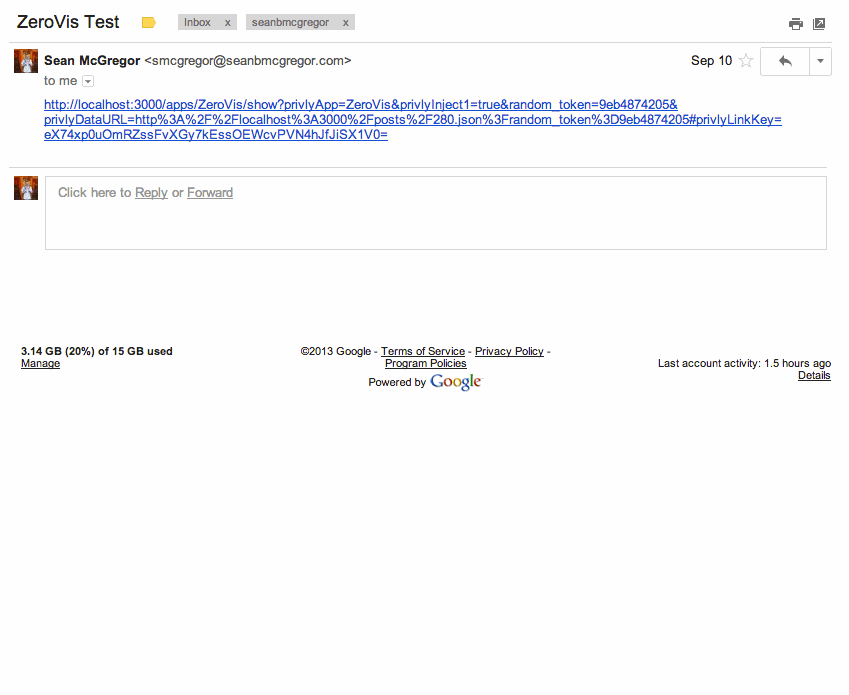 ZeroVis Test
Inbox x
seanbmcgregor x
Sean McGregor <smcgregor@seanbmcgregor.com>
Sep 10
to me
http://localhost:3000/apps/ZeroVis/show?privlyApp=ZeroVis&privlyInject1=true&random_token=9eb4874205&
privlyDataURL=http%3A%2F%2Flocalhost%3A3000%2Fposts%2F280.json%3Frandom_token%3D9eb4874205#privlyLinkKey=
eX74xp0uOmRZssFvXGy7kEssOEWcvPVN4hJfJiSX1V0=
Click here to Reply or Forward
3.14 GB (20%) of 15 GB used
Manage
©2013 Google - Terms of Service - Privacy Policy -
Program Policies
Powered by Google
Last account activity: 1.5 hours ago
Details